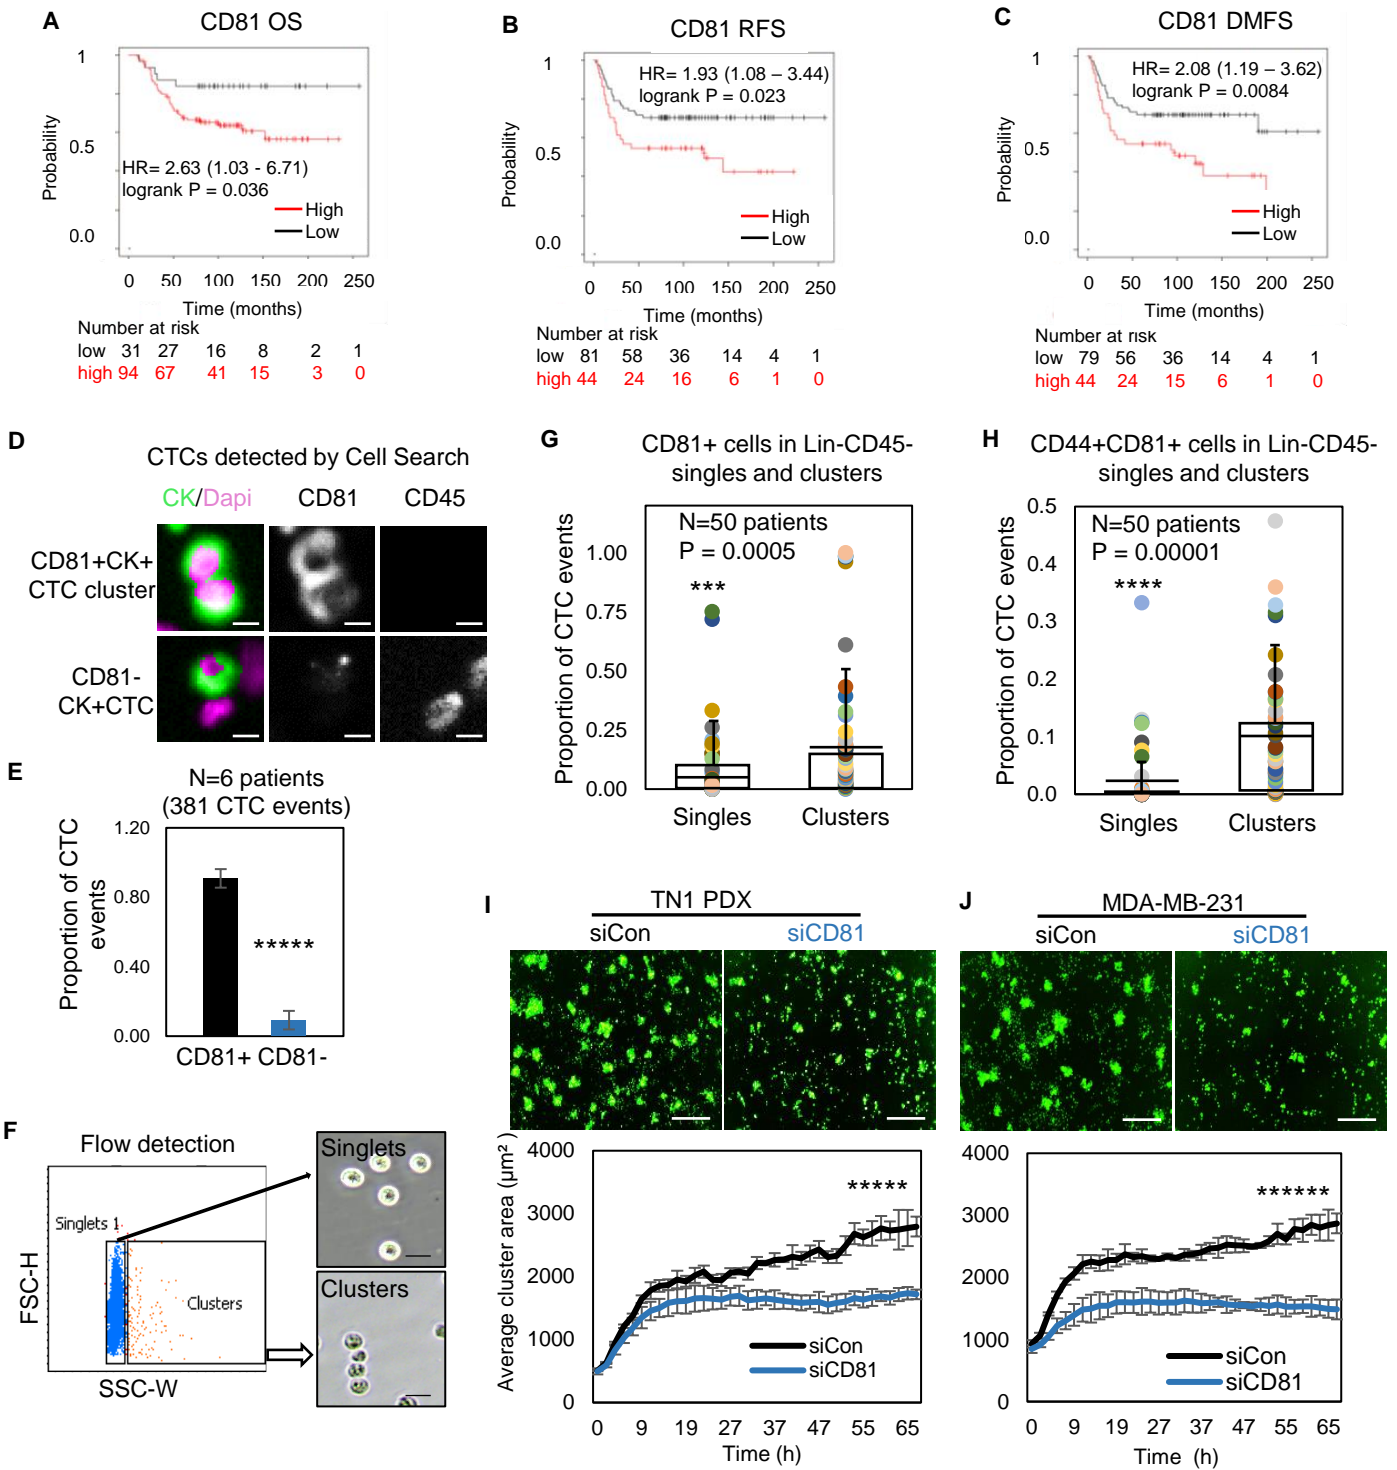 A
CD81 OS
1
0.5
0.0
Probability
HR= 2.63 (1.03 - 6.71)
logrank P = 0.036
High
Low
0 50 100 150 200 250
Time (months)
Number at risk
low 31 27 16 8 2 1
high 94 67 41 15 3 0
B
CD81 RFS
1
0.5
0.0
Probability
HR= 1.93 (1.08 – 3.44)
logrank P = 0.023
High
Low
0 50 100 150 200 250
Time (months)
Number at risk
low 81 58 36 14 4 1
high 44 24 16 6 1 0
C
CD81 DMFS
1
0.5
0.0
Probability
HR= 2.08 (1.19 – 3.62)
logrank P = 0.0084
High
Low
0 50 100 150 200 250
Time (months)
Number at risk
low 79 56 36 14 4 1
high 44 24 15 6 1 0
D
CTCs detected by Cell Search
CK/Dapi CD81 CD45
CD81+CK+
CTC cluster
CD81-
CK+CTC
E
N=6 patients
(381 CTC events)
Proportion of CTC
events
1.20
0.80
0.40
0.00
*****
CD81+ CD81-
F
Flow detection
FSC-H
Singlets 1
Clusters
SSC-W
Singlets
Clusters
G
CD81+ cells in Lin-CD45-
singles and clusters
Proportion of CTC events
N=50 patients
P = 0.0005
***
1.00
0.75
0.50
0.25
0.00
Singles Clusters
H
CD44+CD81+ cells in Lin-CD45-
singles and clusters
Proportion of CTC events
N=50 patients
P = 0.00001
****
0.5
0.4
0.3
0.2
0.1
0.0
Singles Clusters
I
TN1 PDX
siCon siCD81
Average cluster area (µm²)
4000
3000
2000
1000
0
*****
siCon
siCD81
0 9 19 27 37 47 55 65
Time (h)
J
MDA-MB-231
siCon siCD81
4000
3000
2000
1000
0
******
siCon
siCD81
0 9 19 27 37 47 55 65
Time (h)